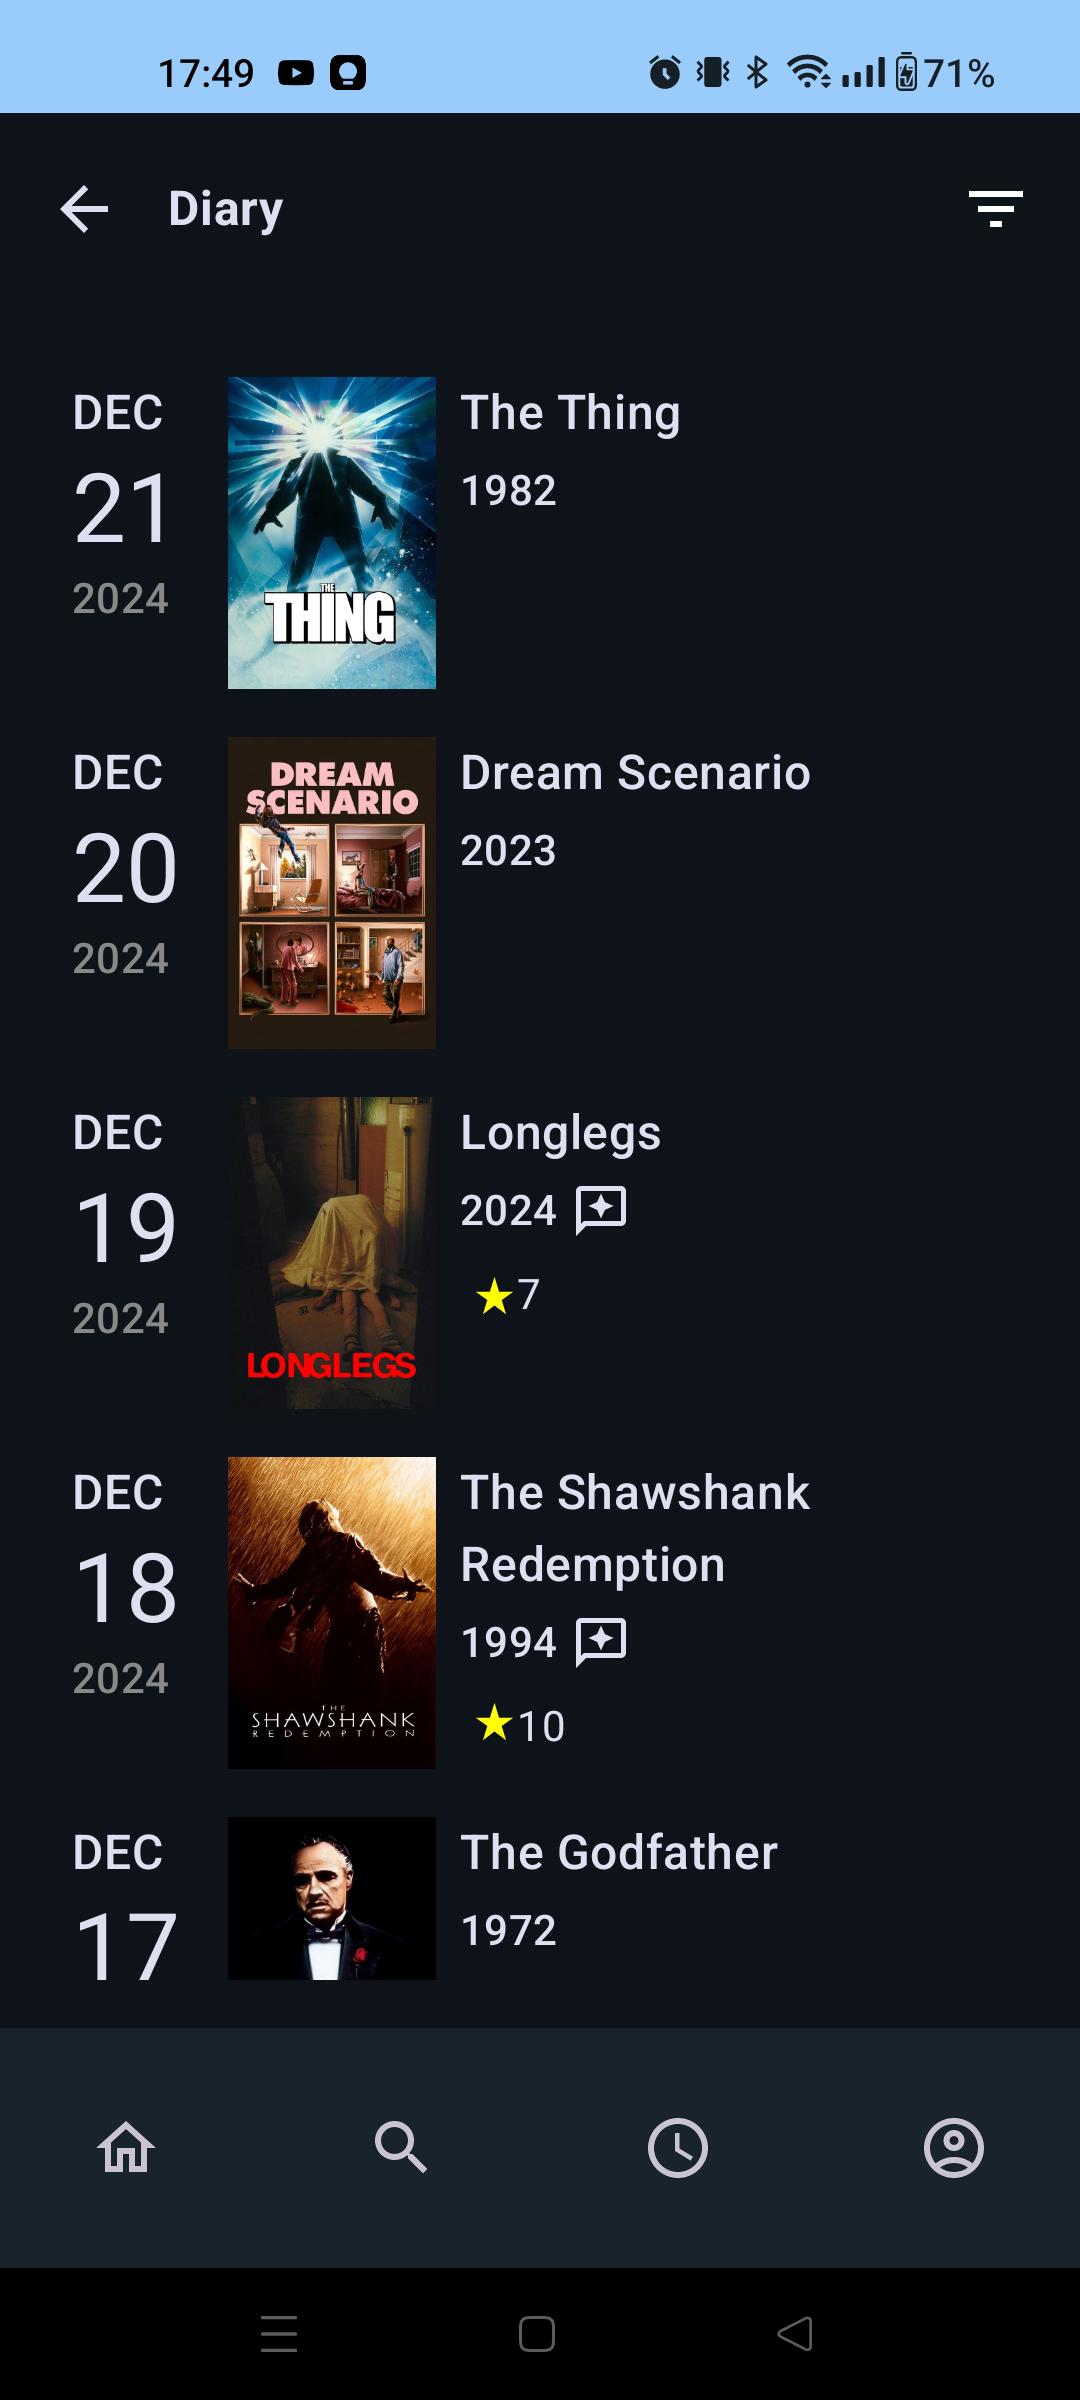 17:49 71%
Diary
DEC
21
2024
THE
THING
The Thing
1982
DEC
20
2024
DREAM
SCENARIO
Dream Scenario
2023
DEC
19
2024
LONGLEGS
Longlegs
2024
7
DEC
18
2024
THE
SHAWSHANK
REDEMPTION
The Shawshank
Redemption
1994
10
DEC
17
The Godfather
1972